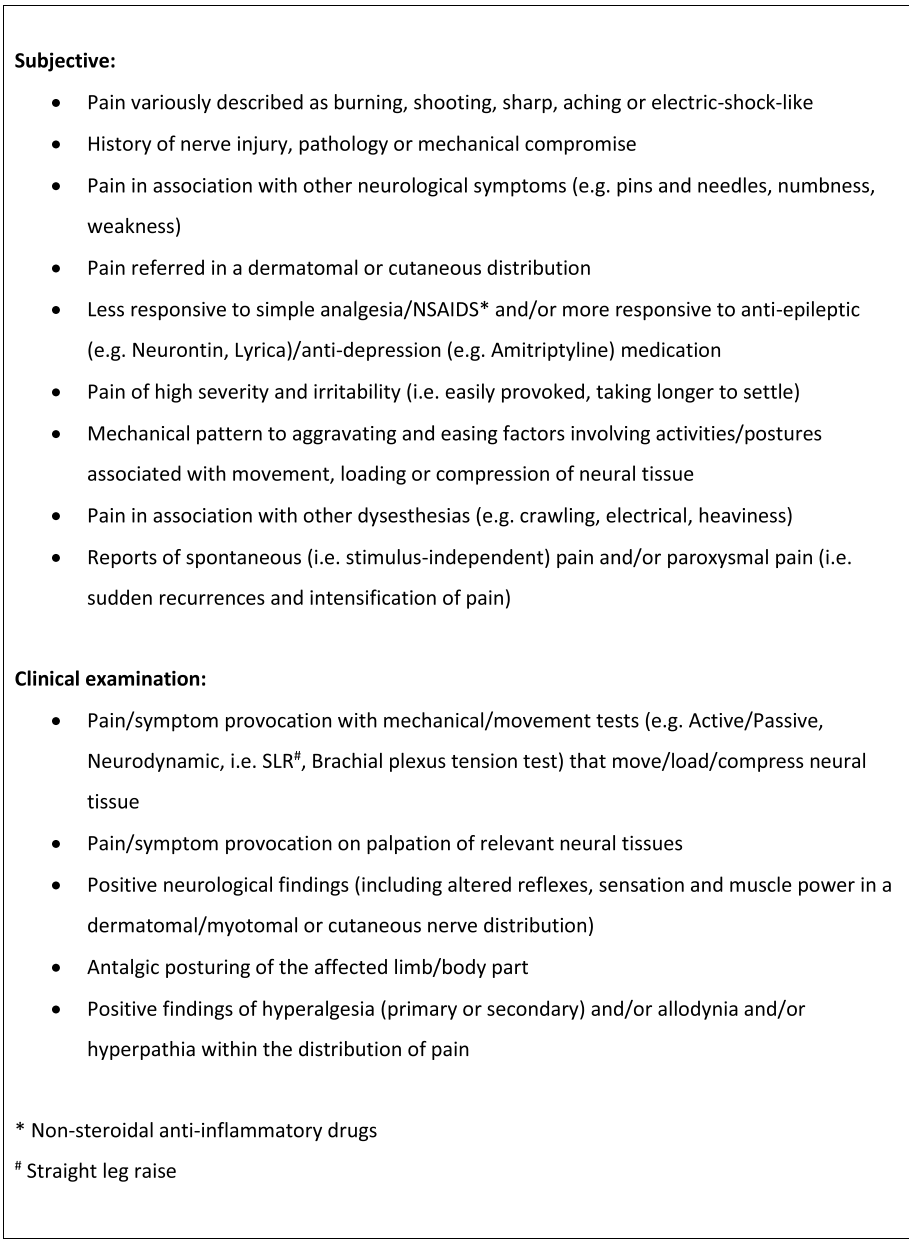 Subjective:
• Pain variously described as burning, shooting, sharp, aching or electric-shock-like
• History of nerve injury, pathology or mechanical compromise
• Pain in association with other neurological symptoms (e.g. pins and needles, numbness,
weakness)
• Pain referred in a dermatomal or cutaneous distribution
• Less responsive to simple analgesia/NSAIDS* and/or more responsive to anti-epileptic
(e.g. Neurontin, Lyrica)/anti-depression (e.g. Amitriptyline) medication
• Pain of high severity and irritability (i.e. easily provoked, taking longer to settle)
• Mechanical pattern to aggravating and easing factors involving activities/postures
associated with movement, loading or compression of neural tissue
• Pain in association with other dysesthesias (e.g. crawling, electrical, heaviness)
• Reports of spontaneous (i.e. stimulus-independent) pain and/or paroxysmal pain (i.e.
sudden recurrences and intensification of pain)
Clinical examination:
• Pain/symptom provocation with mechanical/movement tests (e.g. Active/Passive,
Neurodynamic, i.e. SLR#, Brachial plexus tension test) that move/load/compress neural
tissue
• Pain/symptom provocation on palpation of relevant neural tissues
• Positive neurological findings (including altered reflexes, sensation and muscle power in a
dermatomal/myotomal or cutaneous nerve distribution)
• Antalgic posturing of the affected limb/body part
• Positive findings of hyperalgesia (primary or secondary) and/or allodynia and/or
hyperpathia within the distribution of pain
* Non-steroidal anti-inflammatory drugs
# Straight leg raise